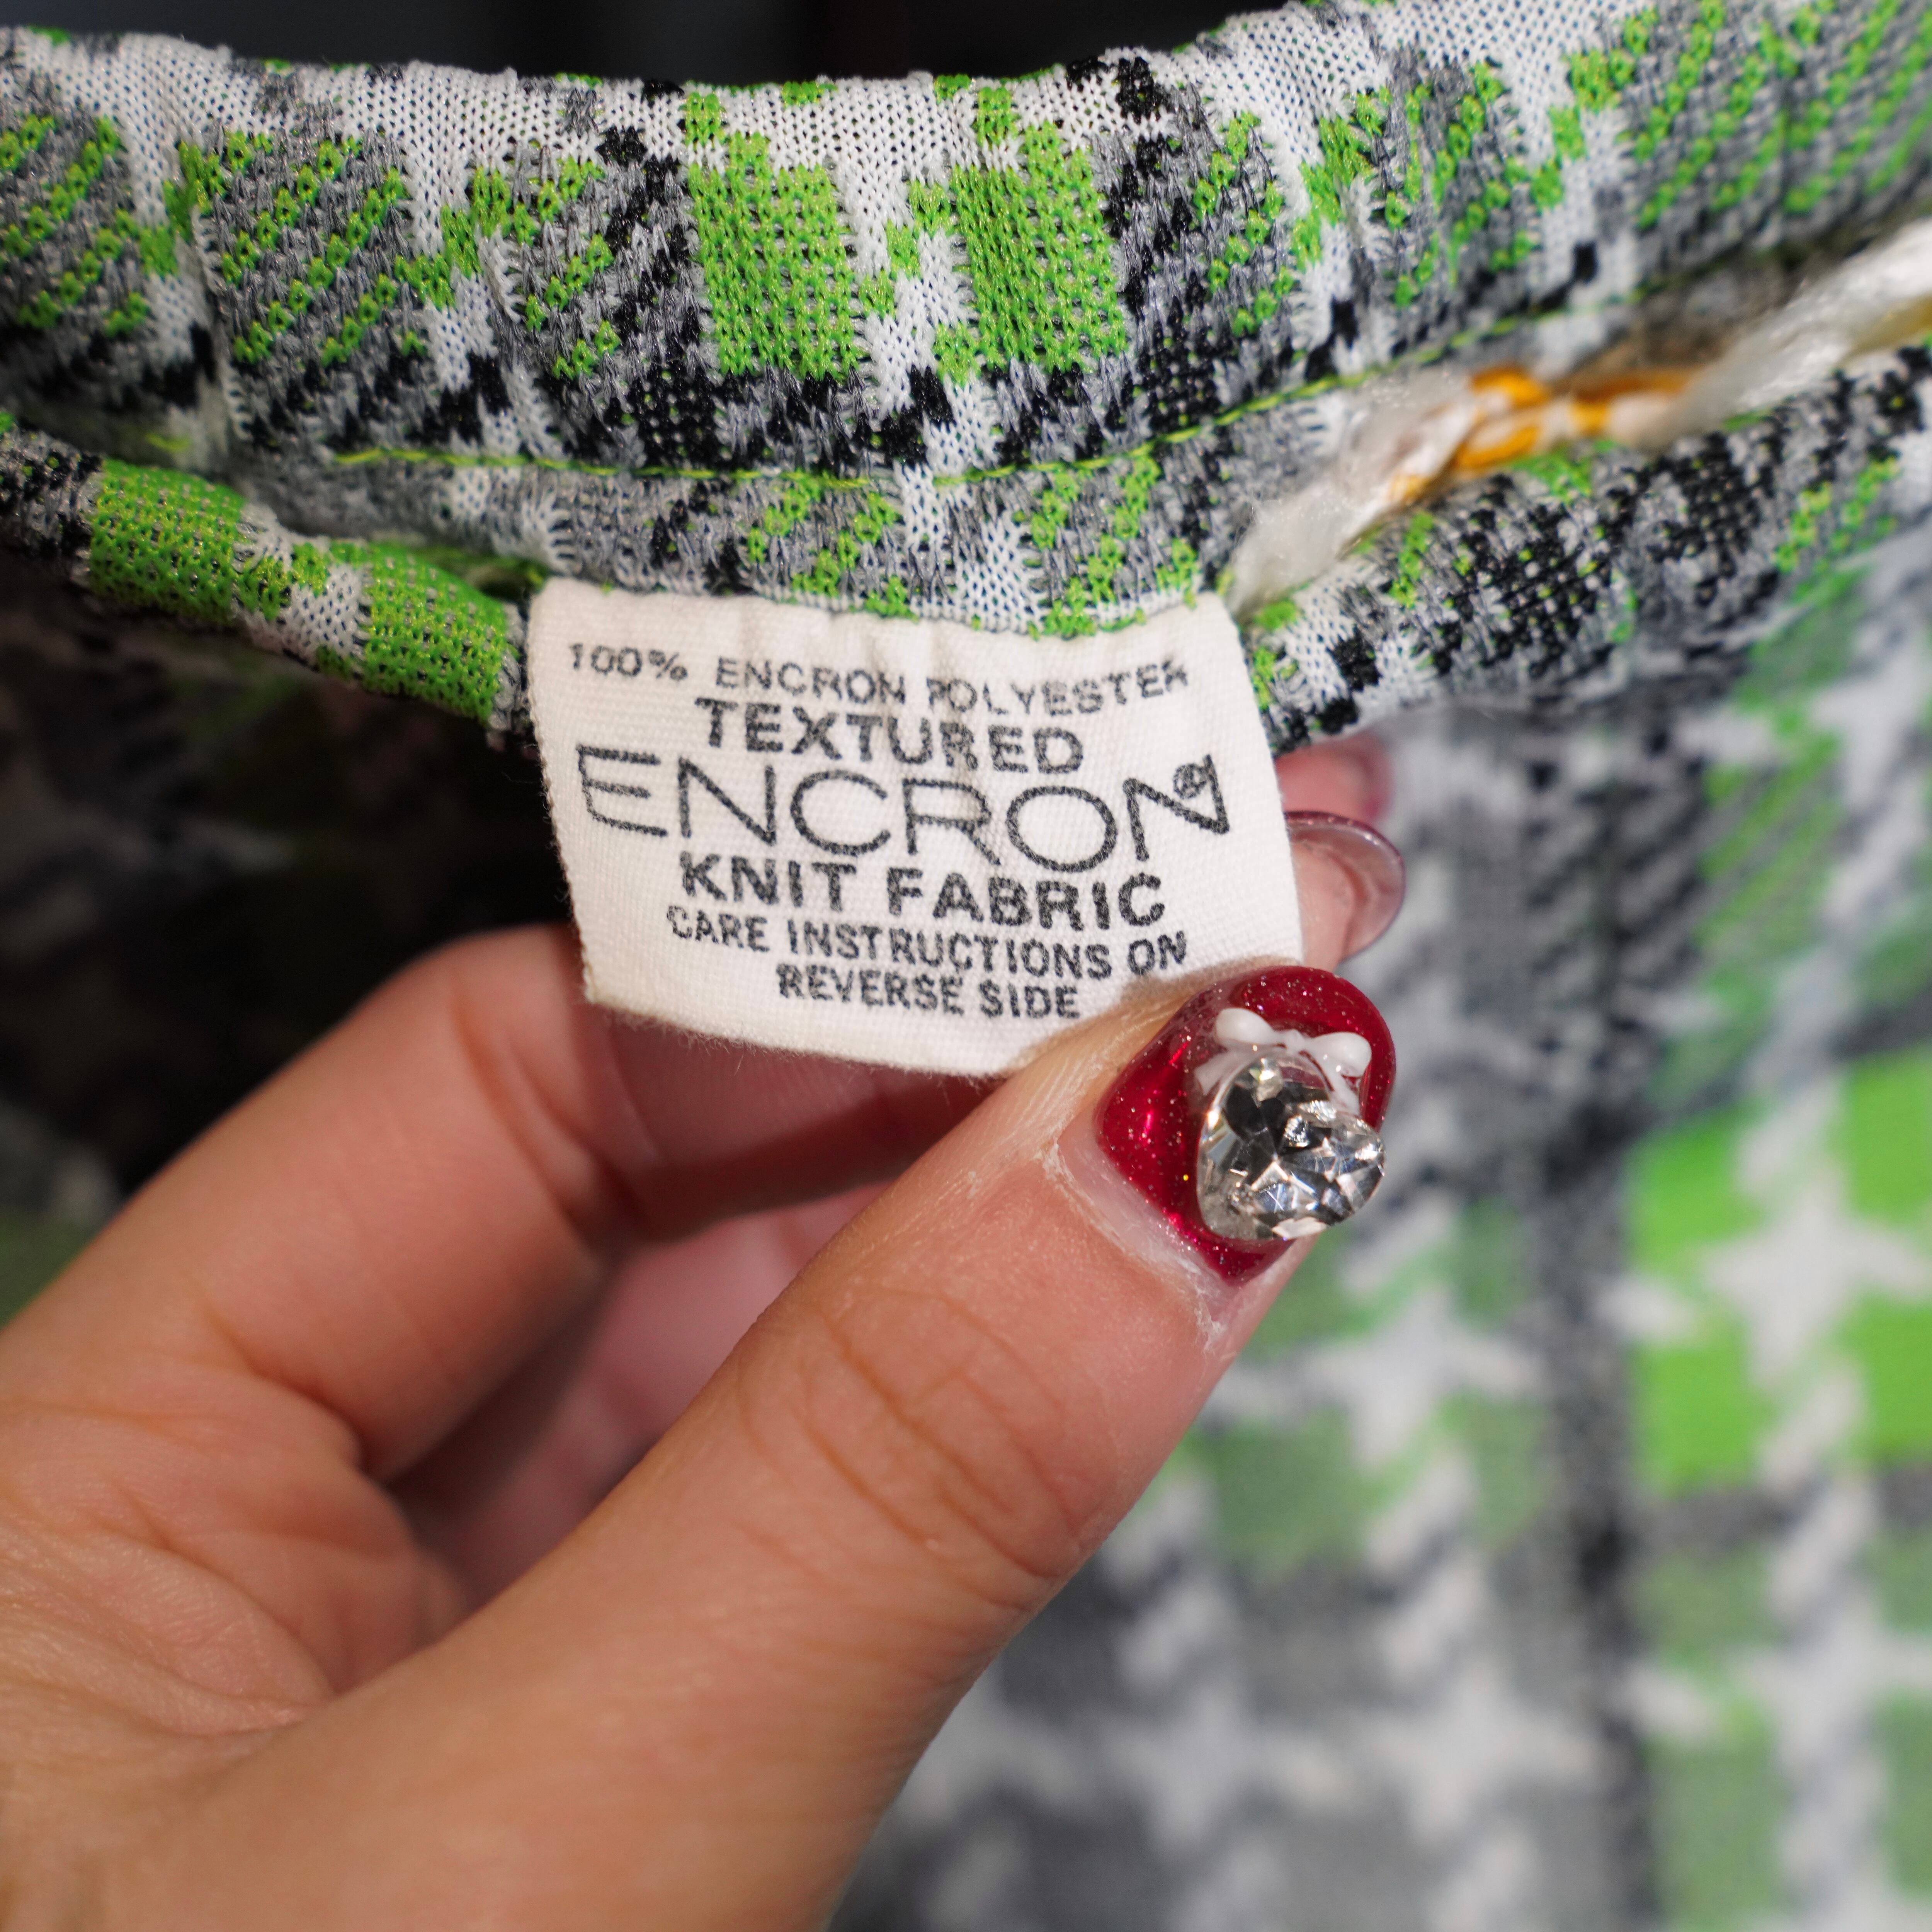 100% ENCRON POLYESTER
TEXTURED
ENCRON®
KNIT FABRIC
CARE INSTRUCTIONS ON
REVERSE SIDE